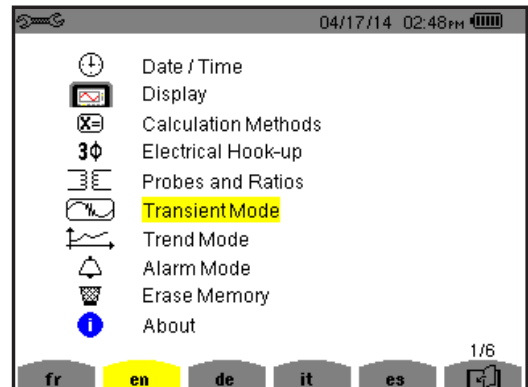 04/17/14 02:48PM
Date / Time
Display
X= Calculation Methods
3Φ Electrical Hook-up
Probes and Ratios
Transient Mode
Trend Mode
Alarm Mode
Erase Memory
i About
1/6
fr en de it es